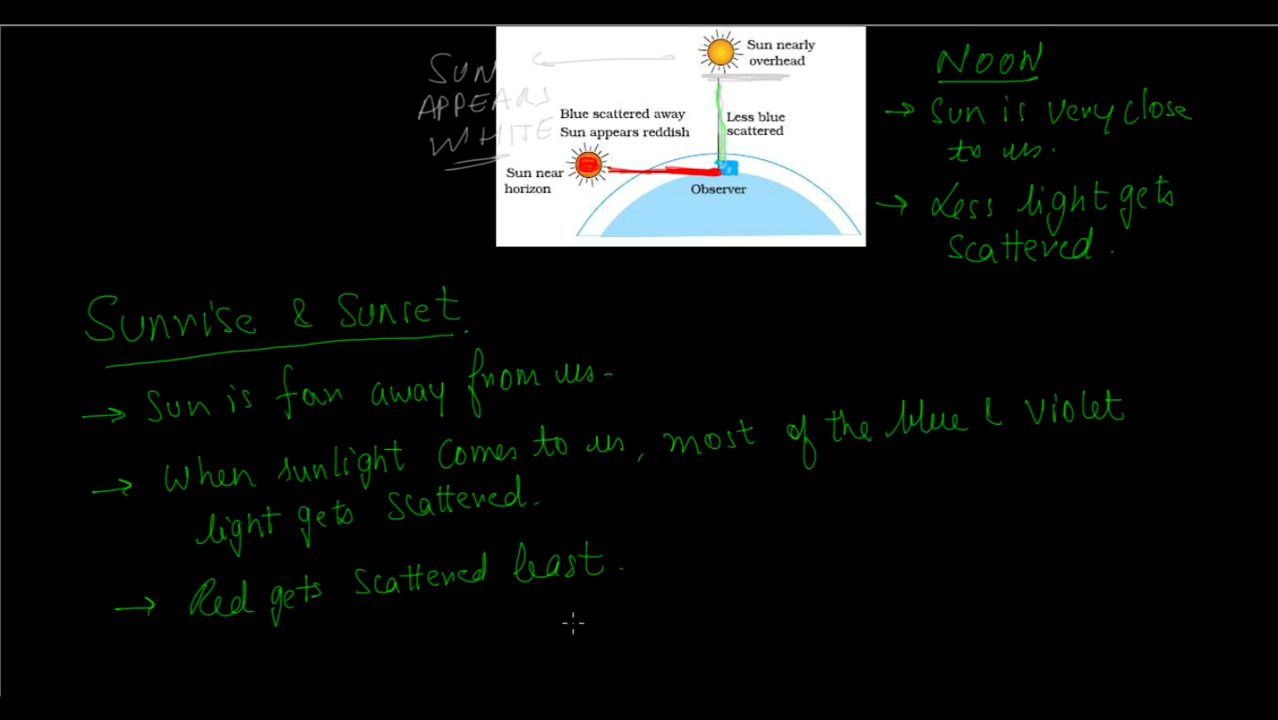 SUN
APPEARS
WHITE
Sun nearly
overhead
Blue scattered away
Sun appears reddish
Less blue
scattered
Sun near
horizon
Observer
NOON
→ Sun is very close
to us.
→ Less light gets
scattered.
Sunrise & Sunset.
→ Sun is far away from us.
→ When sunlight comes to us, most of the blue & violet
light gets scattered.
→ Red gets scattered least.